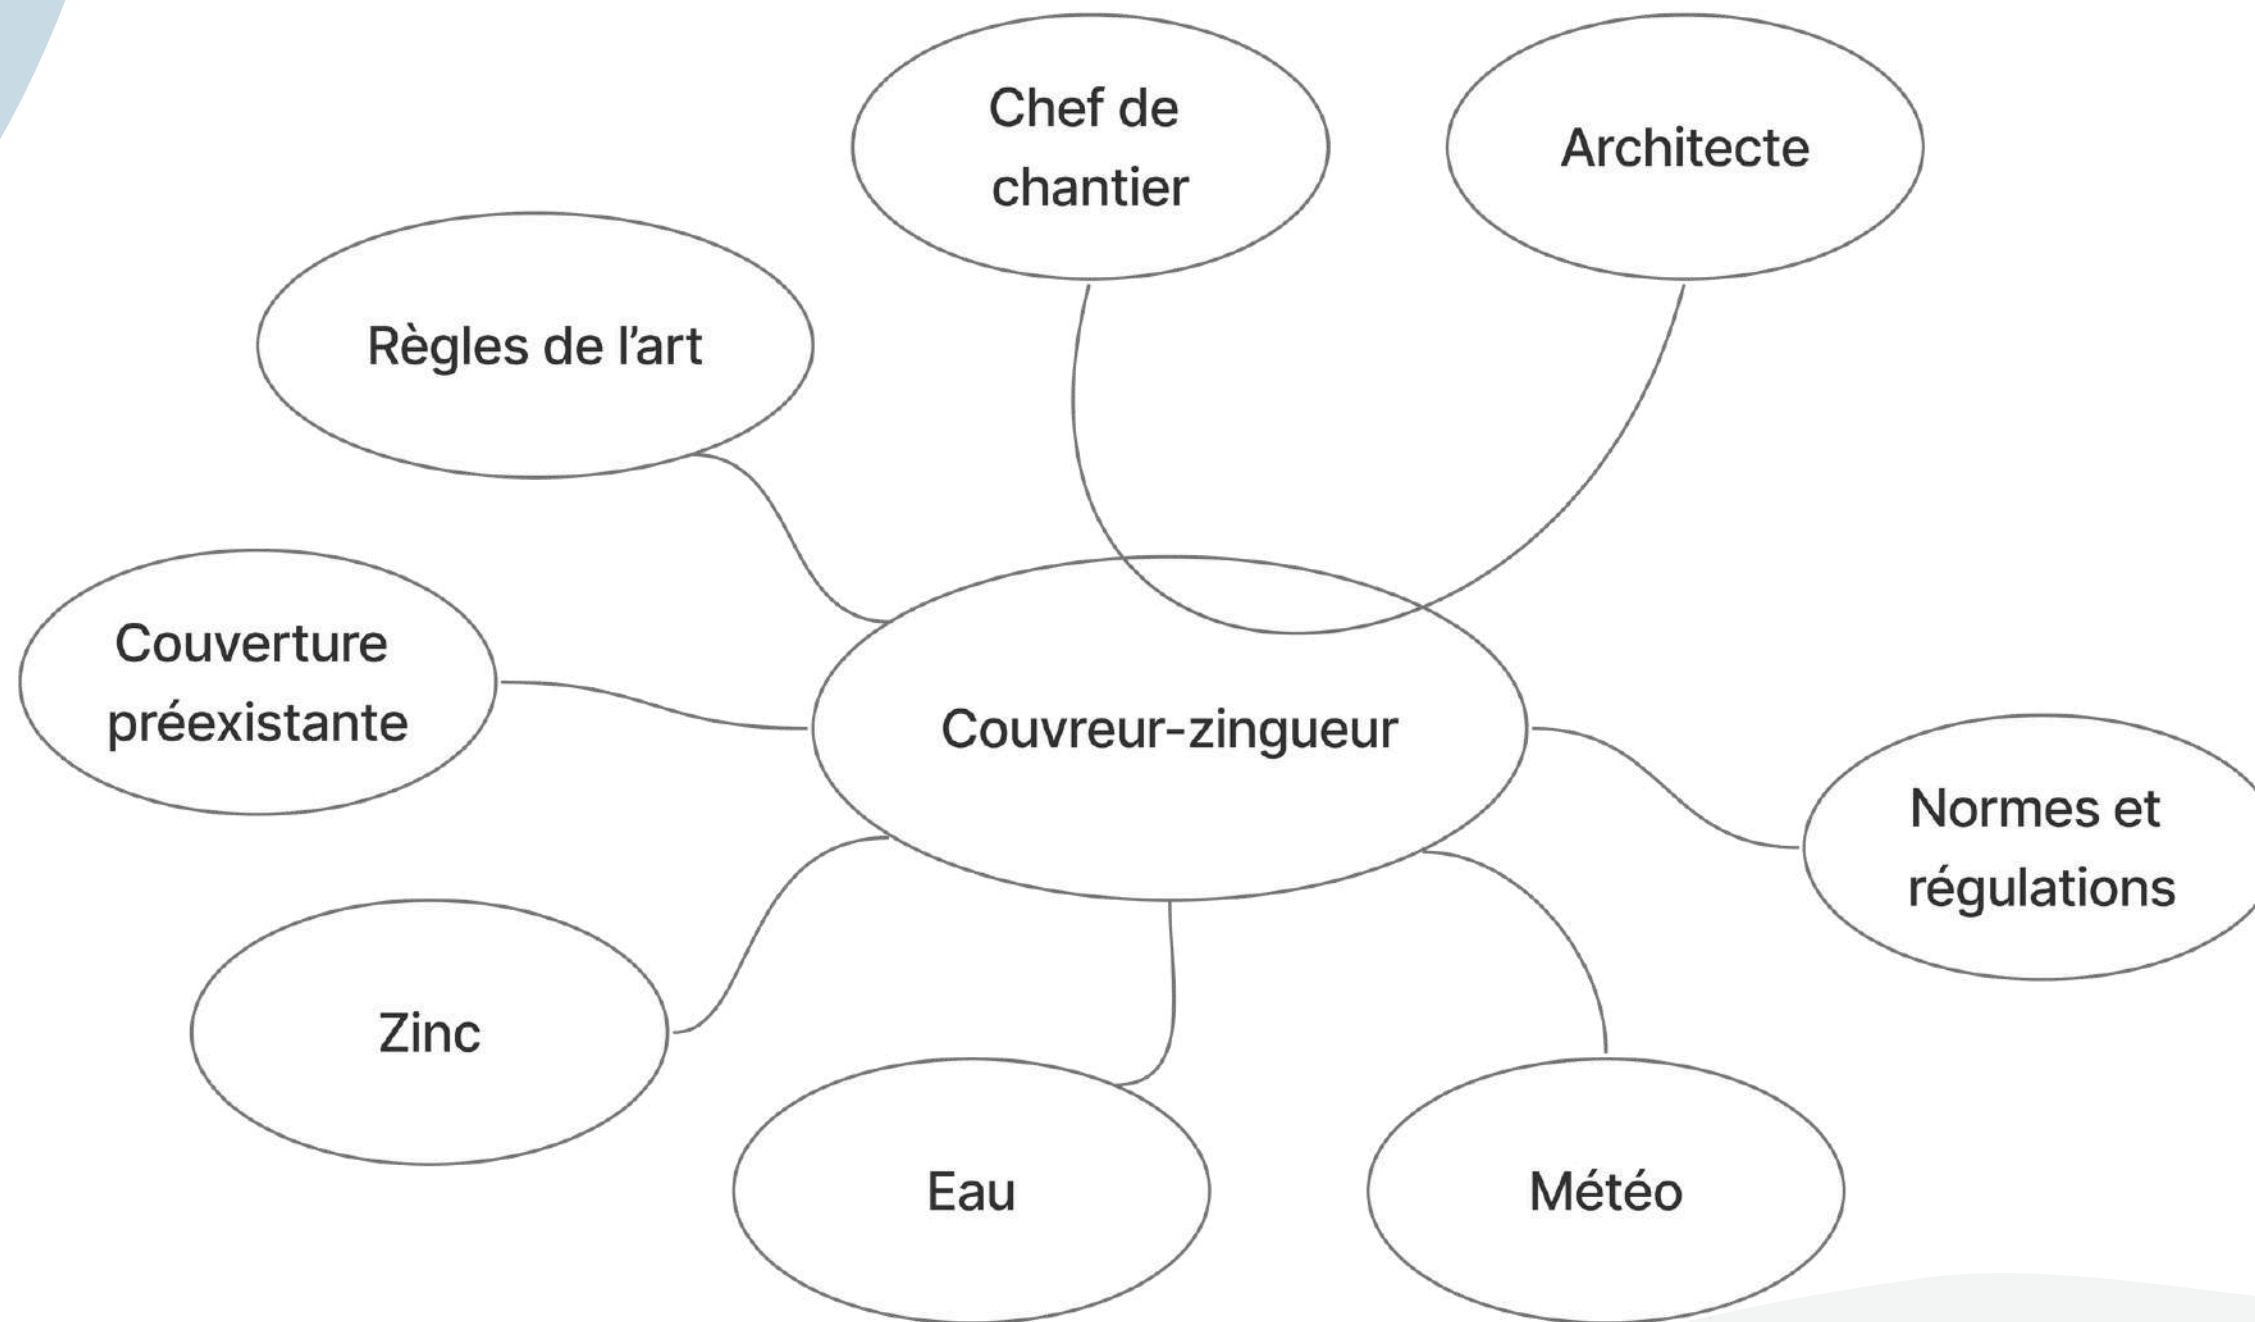 Chef de
chantier
Architecte
Règles de l'art
Couverture
préexistante
Couvreur-zingueur
Normes et
régulations
Zinc
Eau
Météo